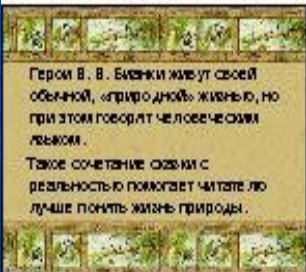 Герои В. В. Бианки живут своей
обычной, «природной» жизнью, но
при этом говорят человеческим
языком.
Такое сочетание сказки с
реальностью помогает читателю
лучше понять жизнь природы.